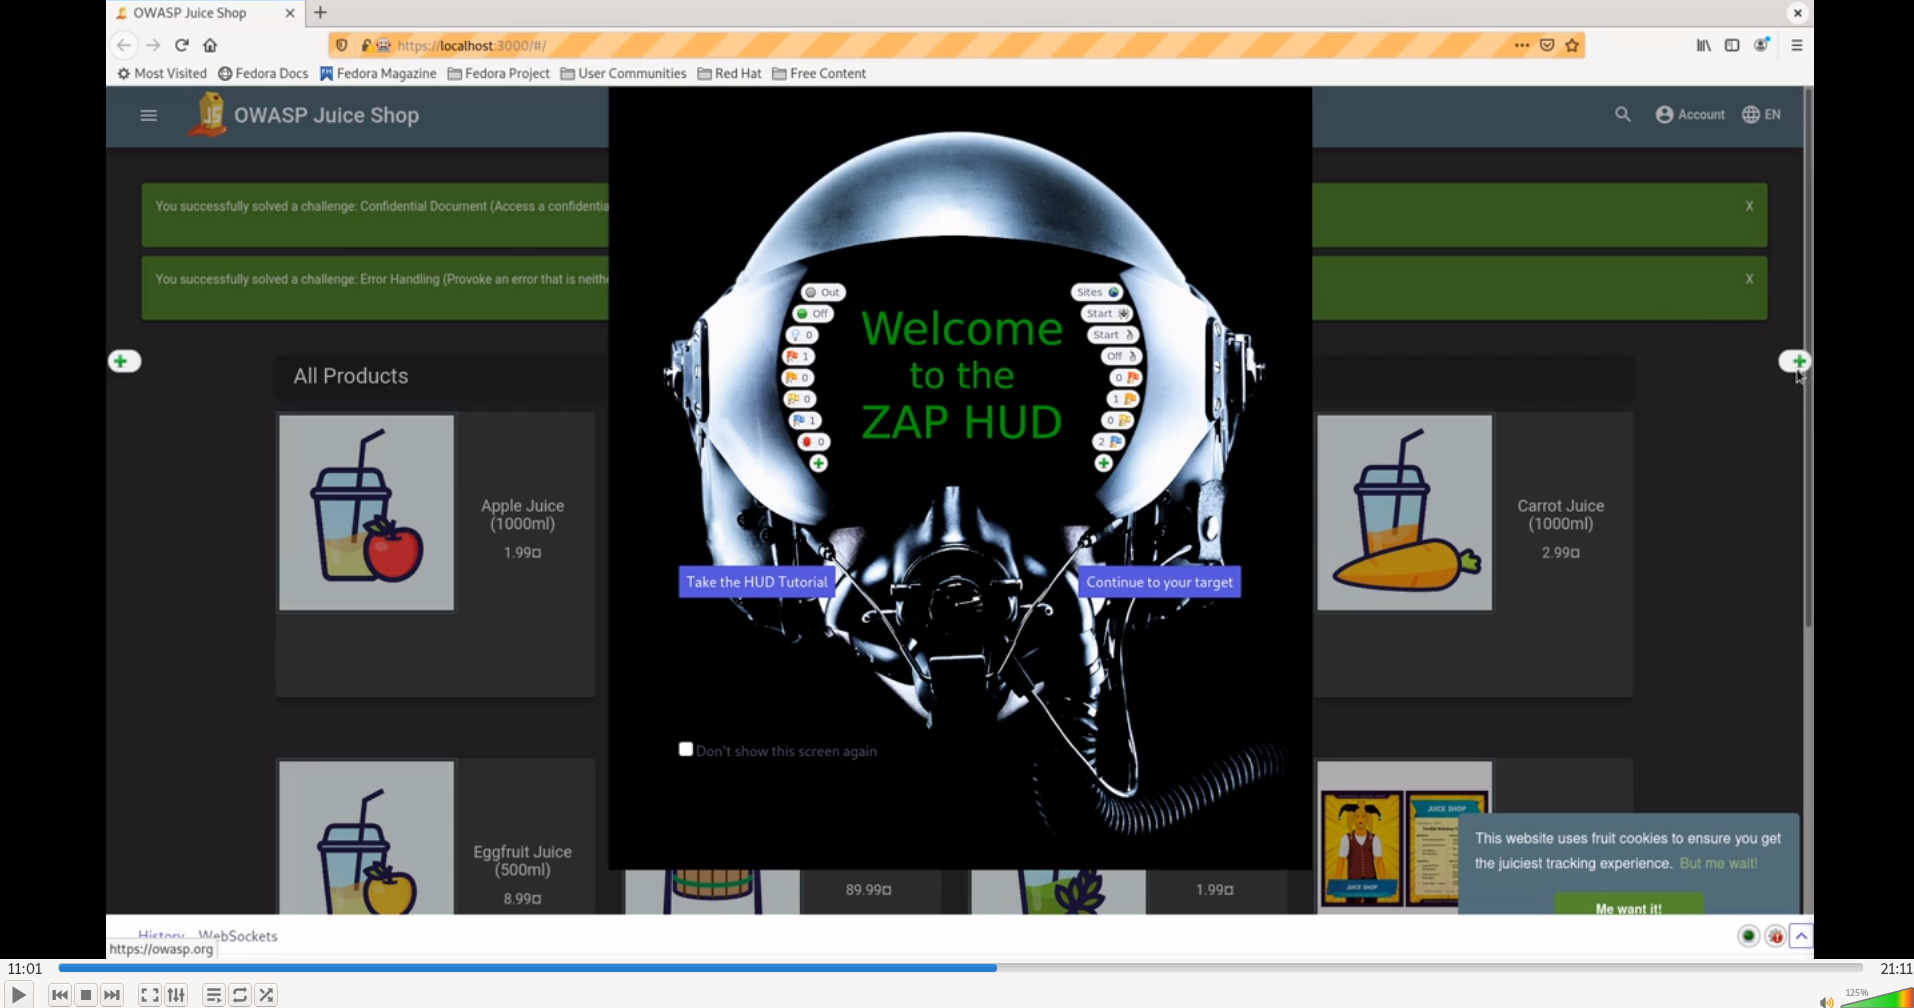 OWASP Juice Shop
https://localhost:3000/#/
Most Visited Fedora Docs Fedora Magazine Fedora Project User Communities Red Hat Free Content
JS OWASP Juice Shop Account EN
You successfully solved a challenge: Confidential Document (Access a confidentia X
You successfully solved a challenge: Error Handling (Provoke an error that is neithe X
Out
Off
0
1
0
0
1
0
Welcome
to the
ZAP HUD
Sites
Start
Start
Off
0
1
0
2
All Products
Apple Juice
(1000ml)
1.99¤
Carrot Juice
(1000ml)
2.99¤
Take the HUD Tutorial
Continue to your target
Don't show this screen again
Eggfruit Juice
(500ml)
8.99¤
89.99¤
1.99¤
JUICE SHOP
JUICE SHOP
This website uses fruit cookies to ensure you get
the juiciest tracking experience. But me wait!
Me want it!
History WebSockets
https://owasp.org
11:01
21:11
125%